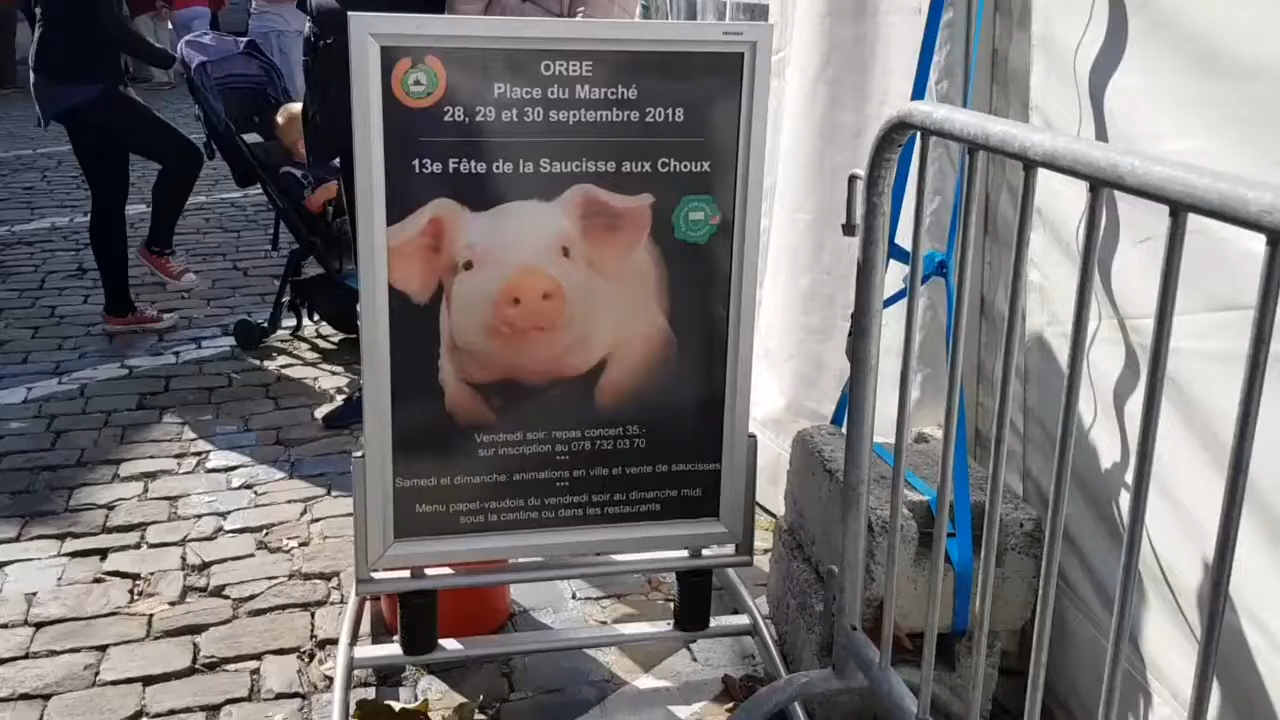 ORBE
Place du Marché
28, 29 et 30 septembre 2018
13e Fête de la Saucisse aux Choux
Vendredi soir: repas concert 35.-
sur inscription au 078 732 03 70
***
Samedi et dimanche: animations en ville et vente de saucisses
***
Menu papet-vaudois du vendredi soir au dimanche midi
sous la cantine ou dans les restaurants